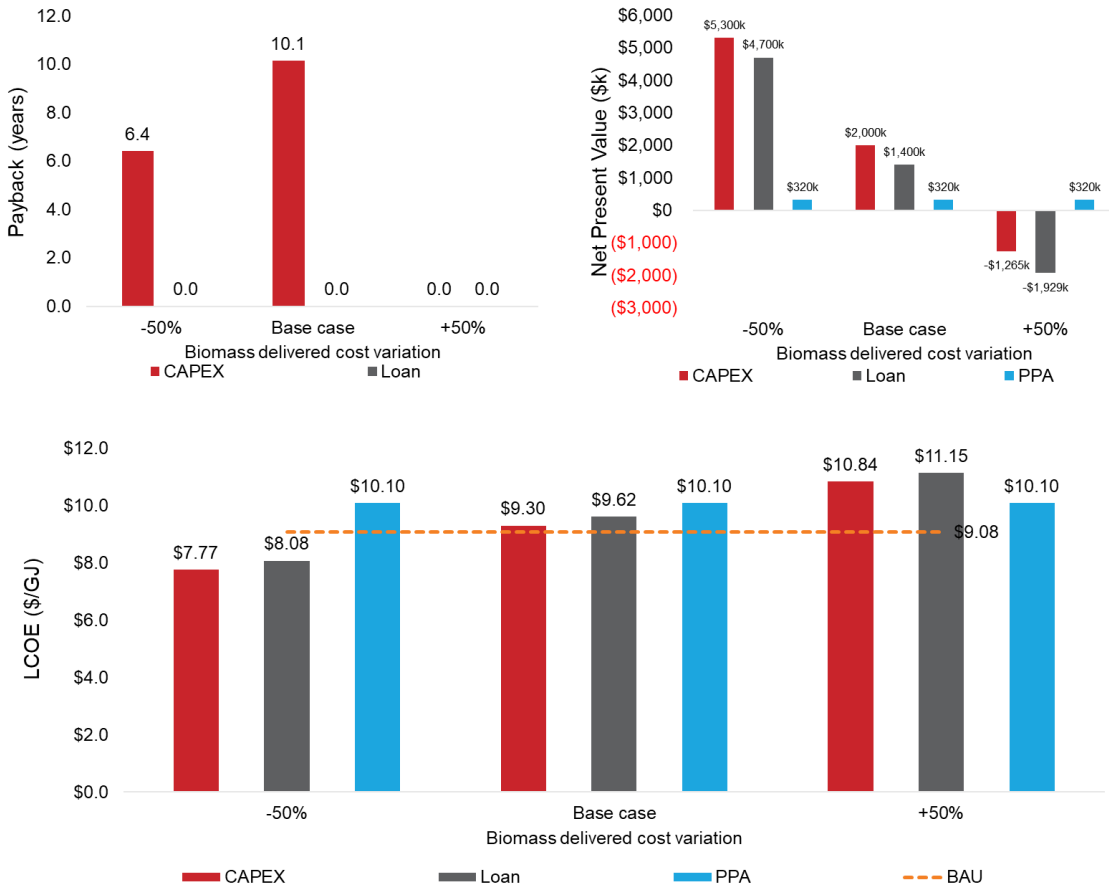 Payback (years)
12.0
10.0
8.0
6.0
4.0
2.0
0.0
6.4
0.0
10.1
0.0
0.0
0.0
-50%
Base case
+50%
Biomass delivered cost variation
CAPEX
Loan
Net Present Value ($k)
$6,000
$5,000
$4,000
$3,000
$2,000
$1,000
$0
($1,000)
($2,000)
($3,000)
$5,300k
$4,700k
$320k
$2,000k
$1,400k
$320k
-$1,265k
-$1,929k
$320k
-50%
Base case
+50%
Biomass delivered cost variation
CAPEX
Loan
PPA
LCOE ($/GJ)
$12.0
$10.0
$8.0
$6.0
$4.0
$2.0
$0.0
$7.77
$8.08
$10.10
$9.30
$9.62
$10.10
$10.84
$11.15
$10.10
$9.08
-50%
Base case
+50%
Biomass delivered cost variation
CAPEX
Loan
PPA
BAU